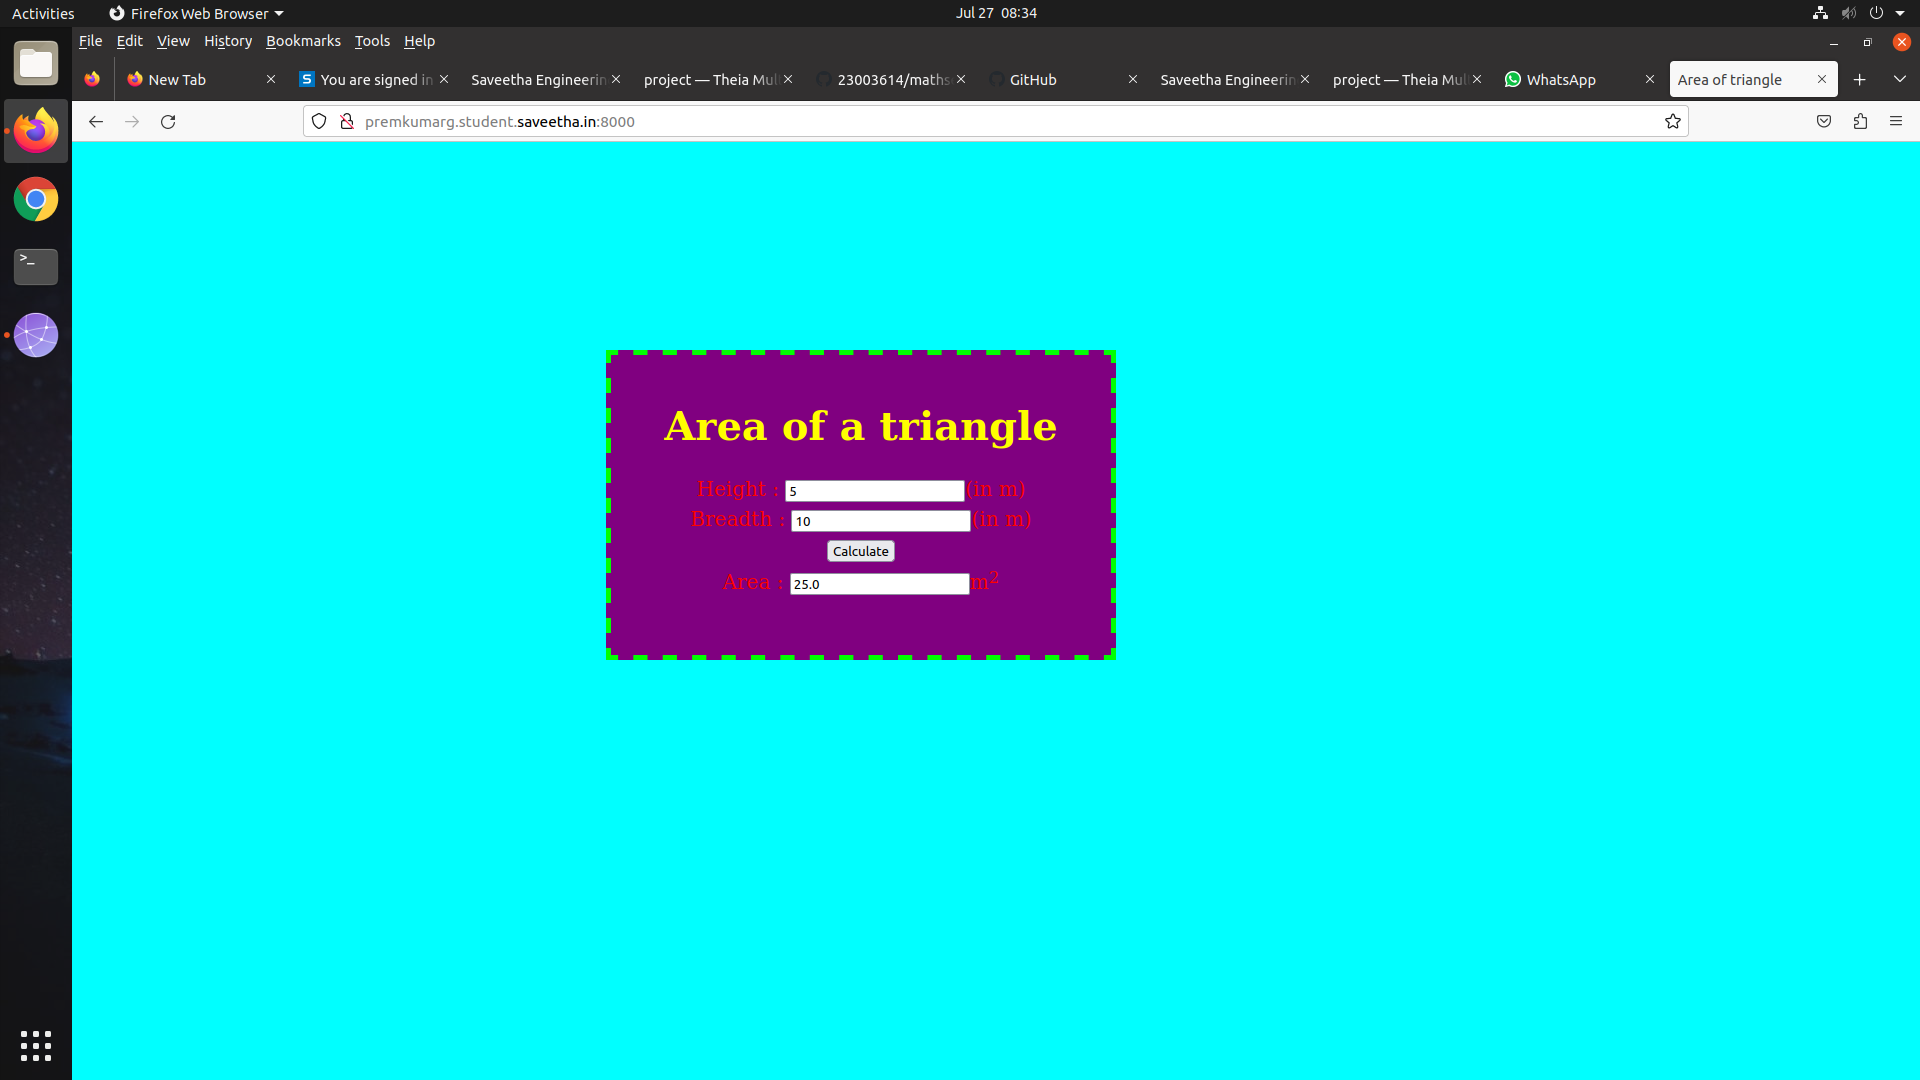 Activities Firefox Web Browser Jul 27 08:34
File Edit View History Bookmarks Tools Help
New Tab You are signed in Saveetha Engineerin project — Theia Mul 23003614/maths GitHub Saveetha Engineerin project — Theia Mul WhatsApp Area of triangle
premkumarg.student.saveetha.in:8000
>_
Area of a triangle
Height : 5 (in m)
Breadth : 10 (in m)
Calculate
Area : 25.0 m²